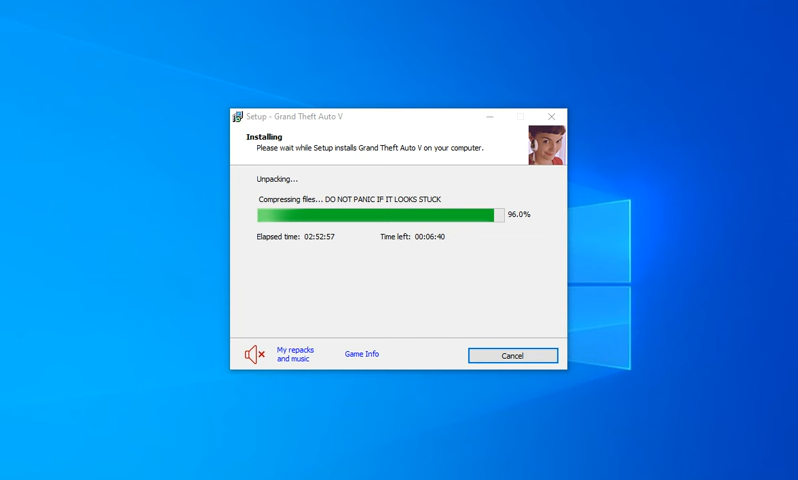 Setup - Grand Theft Auto V
Installing
Please wait while Setup installs Grand Theft Auto V on your computer.
Unpacking...
Compressing files... DO NOT PANIC IF IT LOOKS STUCK
96.0%
Elapsed time: 02:52:57 Time left: 00:06:40
My repacks
and music
Game Info
Cancel